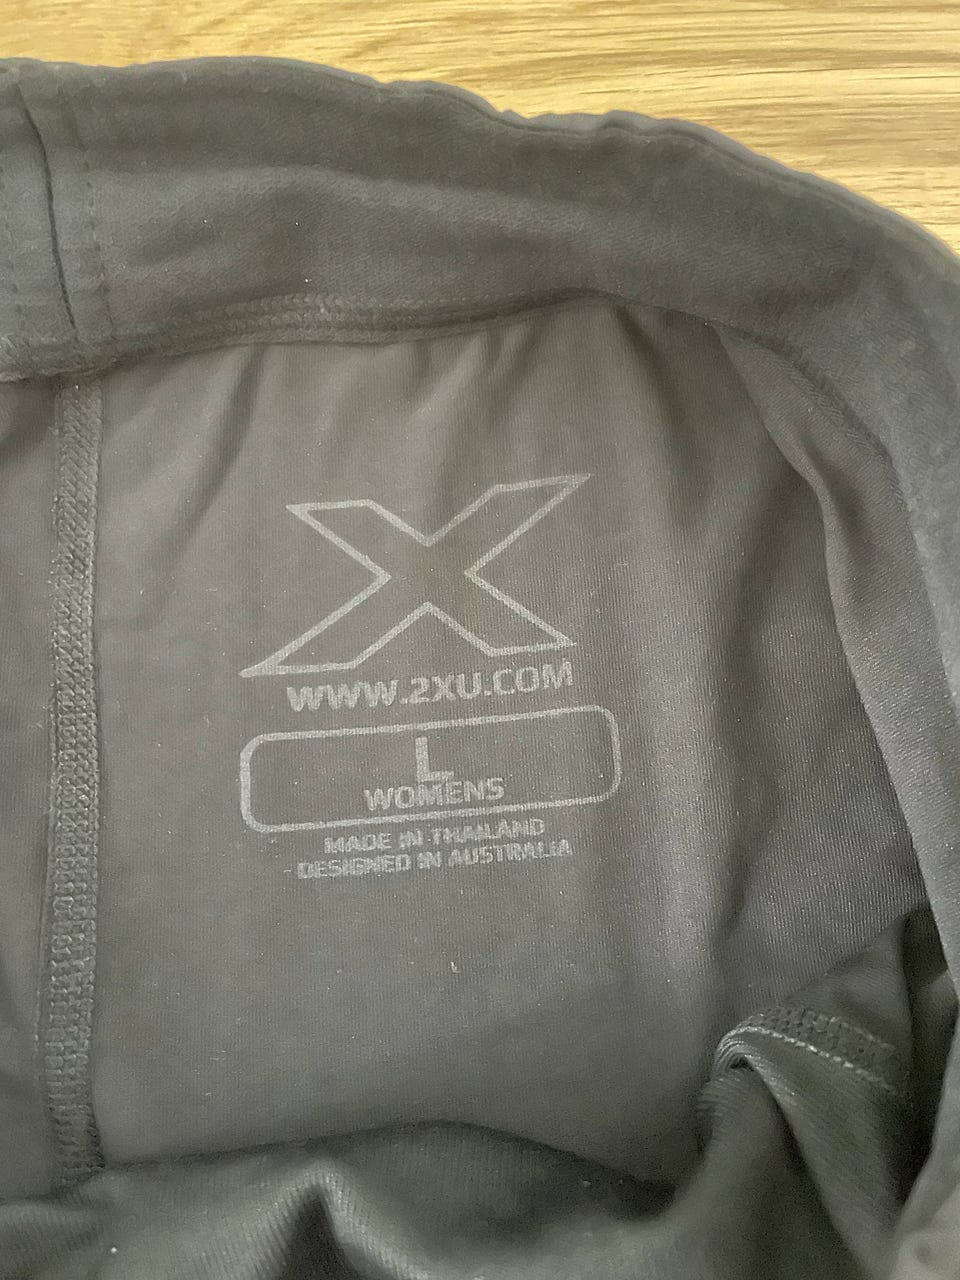 X
WWW.2XU.COM
L
WOMENS
MADE IN THAILAND
DESIGNED IN AUSTRALIA